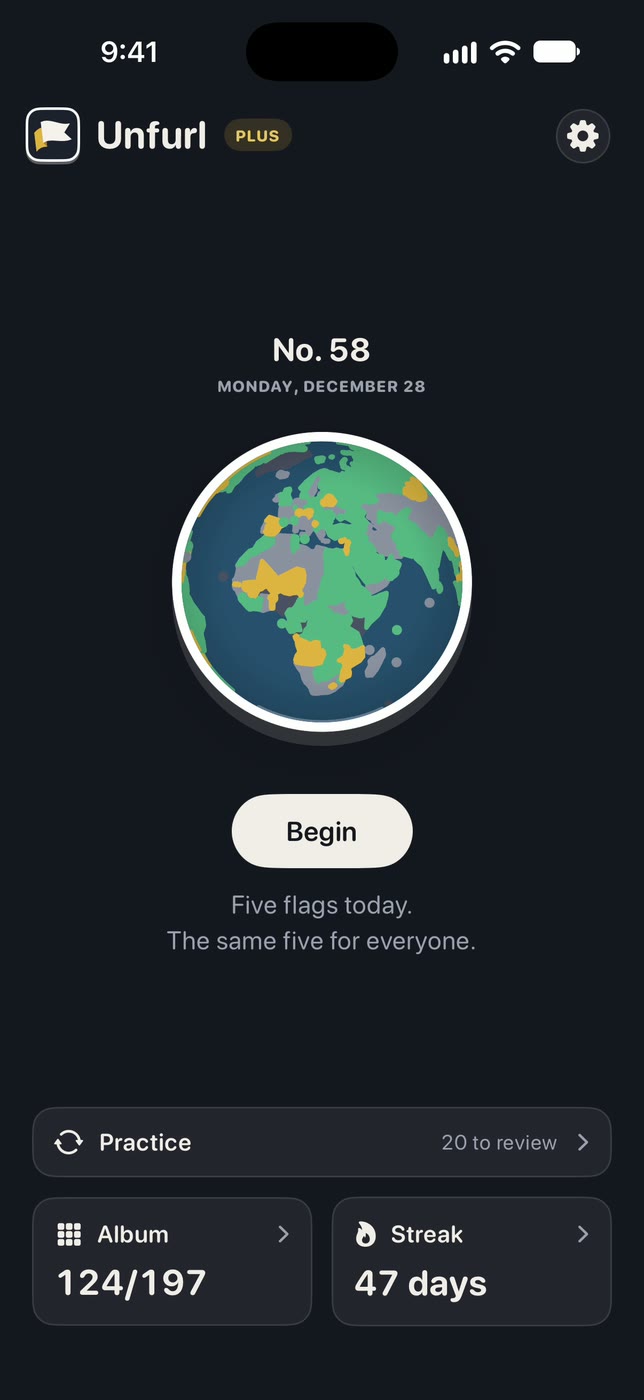 9:41
Unfurl PLUS
No. 58
MONDAY, DECEMBER 28
Begin
Five flags today.
The same five for everyone.
Practice 20 to review
Album
124/197
Streak
47 days